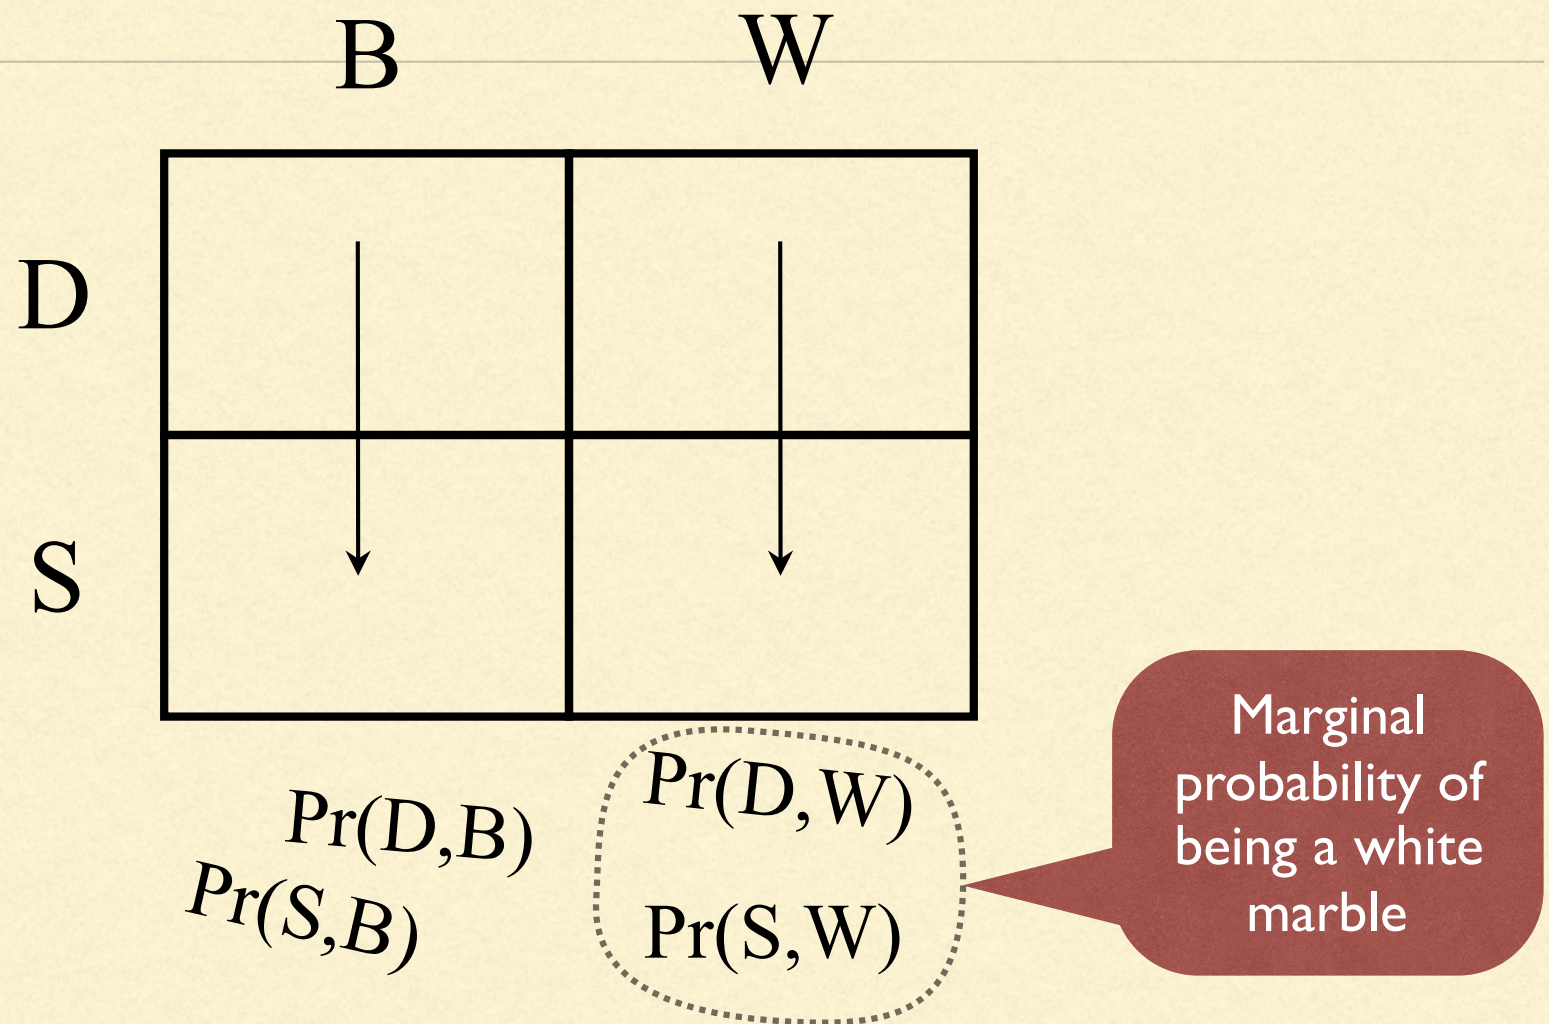 B W
D
S
Pr(D,B)
Pr(S,B)
Pr(D,W)
Pr(S,W)
Marginal
probability of
being a white
marble